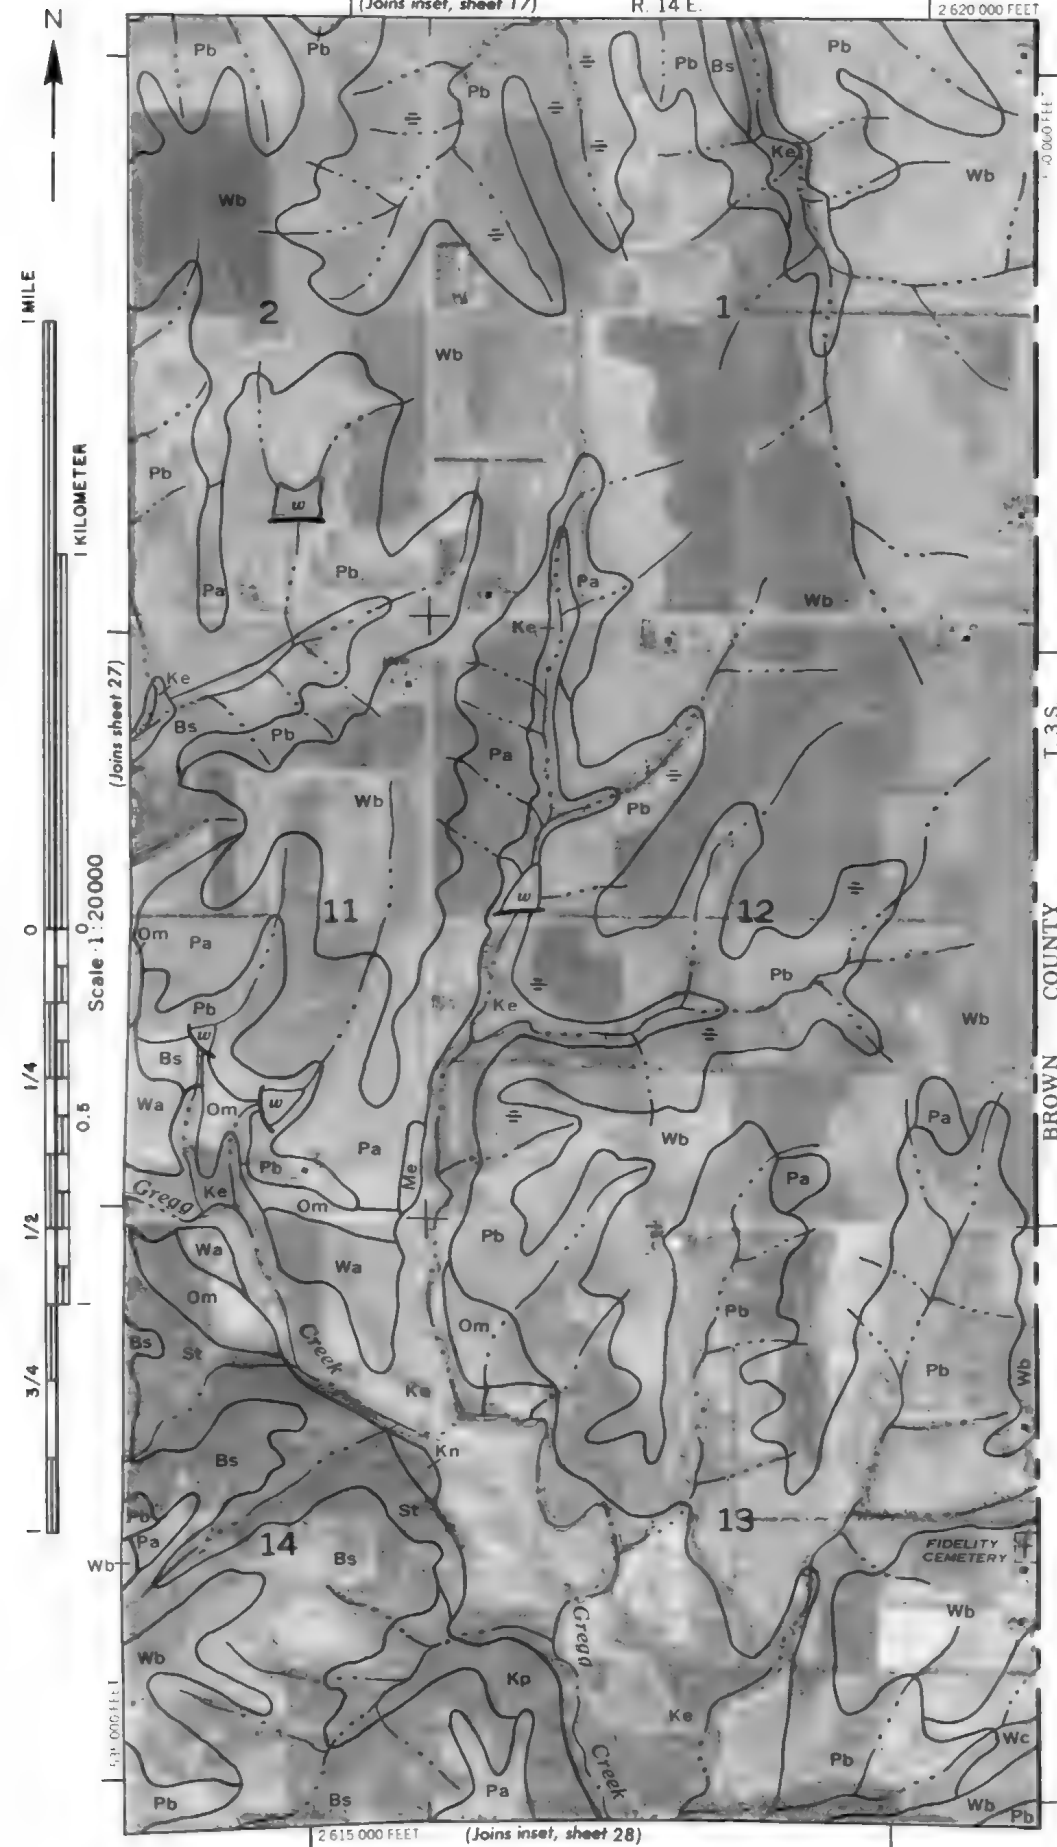 (Joins inset, sheet 17)
R. 14 E.
2 620 000 FEET
N
Pb
Pb
Pb
Pb
Bs
Pb
Ke
Wb
Wb
1 MILE
2
1
Wb
1 KILOMETER
Pb
w
Pb
Pa
Pa
Wb
Ke
Ke
(Joins sheet 27)
Bs
Pb
T. 3 S.
Pa
Wb
Pb
Scale 1:20000
0
0
w
11
12
Om
Pa
Pb
Ke
Pb
w
Wb
Bs
BROWN COUNTY
1/4
0.5
Wa
Om
w
Pa
Wb
Pa
Pb
Me
Pa
Gregg
Ke
Om
1/2
Pb
Wa
Wa
Om
Pb
1
Om
Creek
Bs
St
3/4
Ke
Pb
Wb
Kn
Bs
Pb
St
13
1
Pa
14
Bs
FIDELITY
CEMETERY
Wb
Wb
Gregg
Wb
Kp
Ke
Wc
Creek
Pb
Pb
Bs
Pa
Wb
Pb
2 615 000 FEET
(Joins inset, sheet 28)